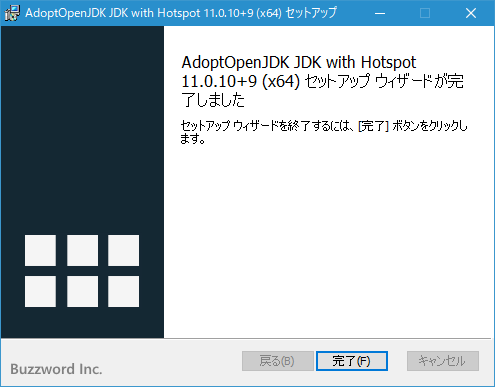 AdoptOpenJDK JDK with Hotspot 11.0.10+9 (x64) セットアップ
AdoptOpenJDK JDK with Hotspot
11.0.10+9 (x64) セットアップ ウィザードが完
了しました
セットアップ ウィザードを終了するには、[完了] ボタンをクリックしま
す。
Buzzword Inc.
戻る(B)
完了(F)
キャンセル